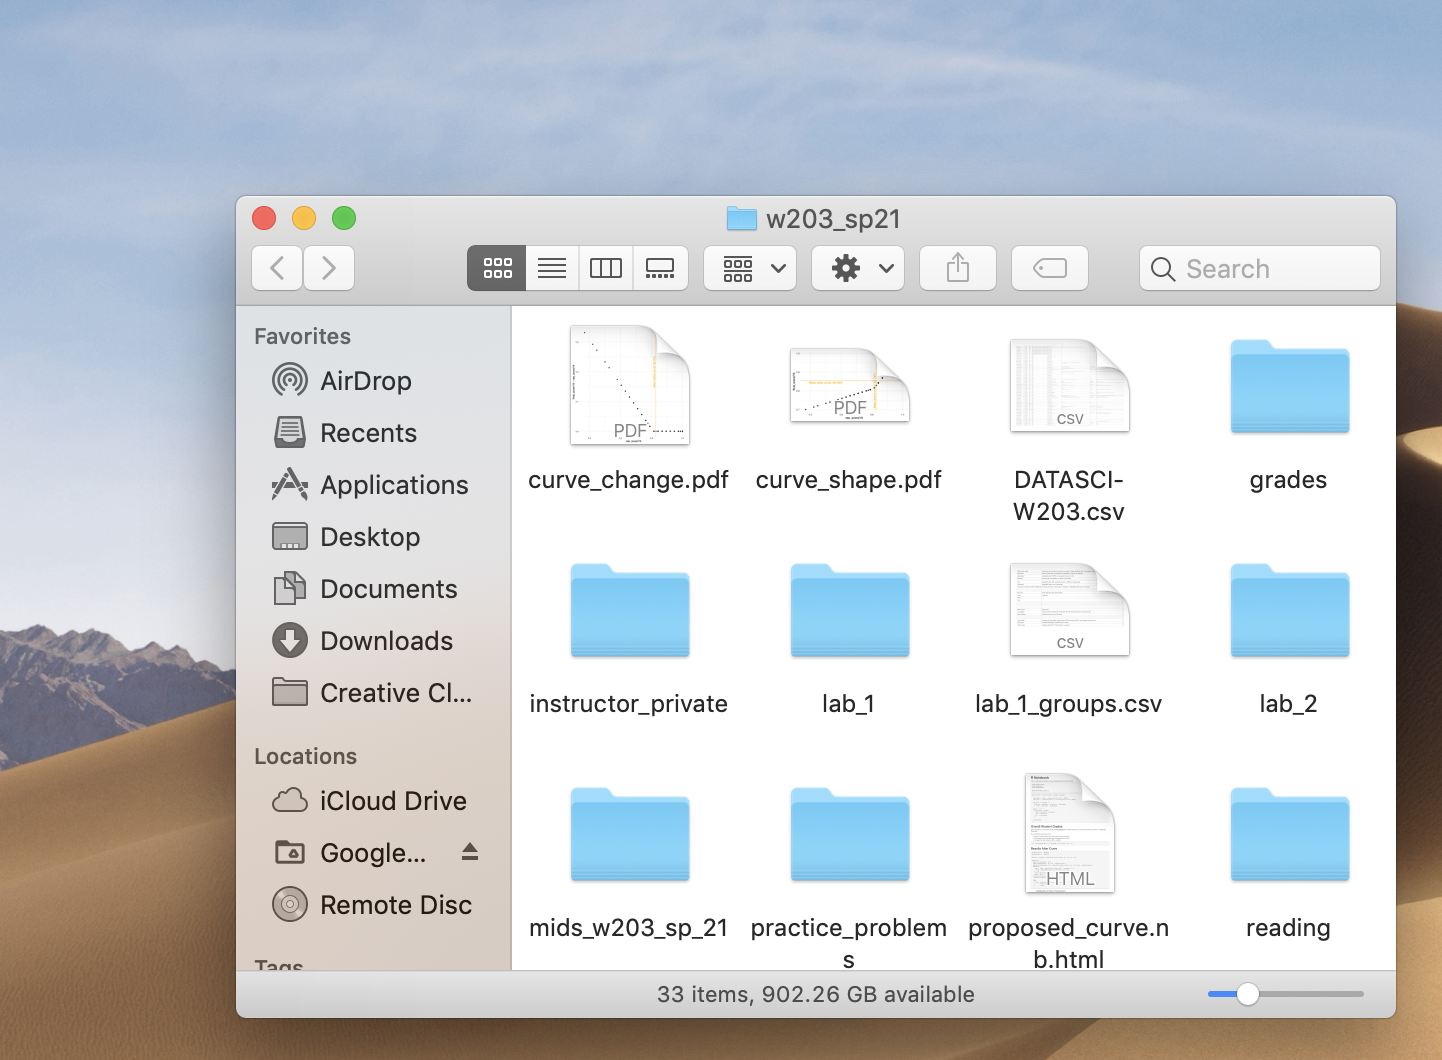 w203_sp21
Search
Favorites
AirDrop
Recents
Applications
Desktop
Documents
Downloads
Creative Cl...
Locations
iCloud Drive
Google...
Remote Disc
Tags
PDF
curve_change.pdf
PDF
curve_shape.pdf
csv
DATASCI-
W203.csv
grades
instructor_private
lab_1
csv
lab_1_groups.csv
lab_2
mids_w203_sp_21
practice_problem
s
HTML
proposed_curve.n
b.html
reading
33 items, 902.26 GB available